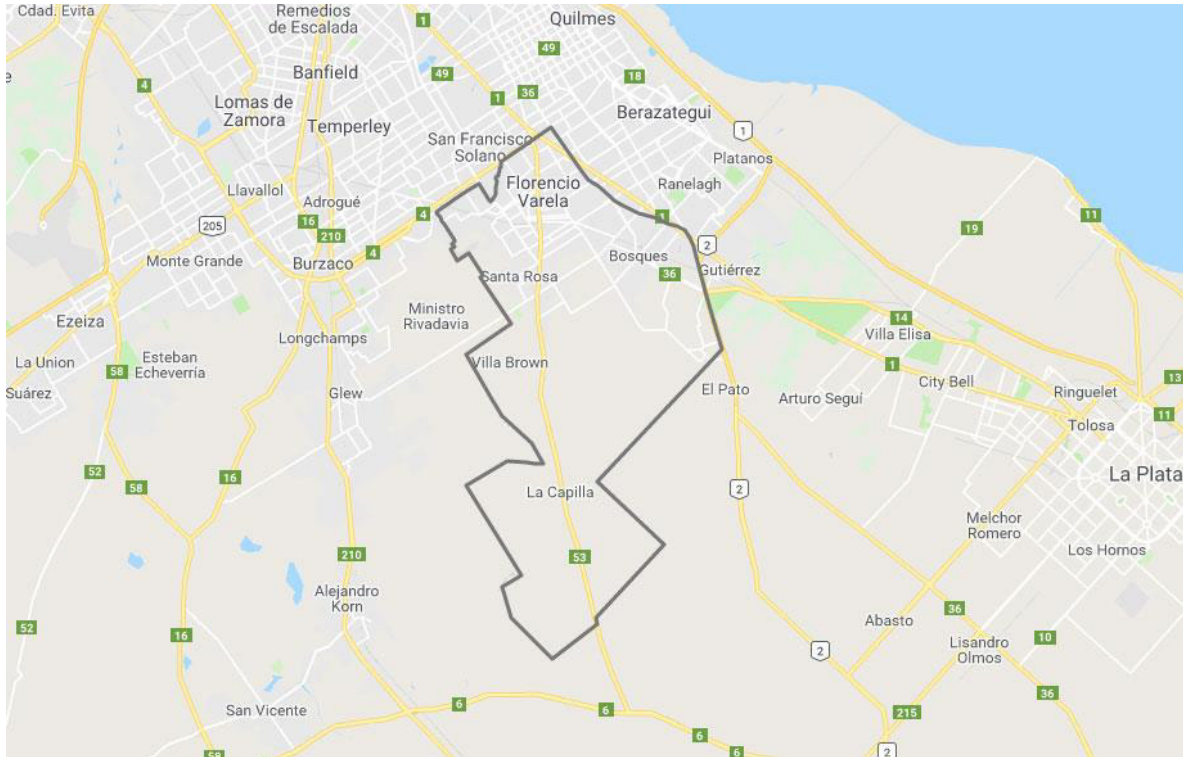 Cdad. Evita
Remedios
de Escalada
1
Quilmes
49
4
Banfield
49
18
36
1
Lomas de
Zamora
Temperley
Berazategui
1
San Francisco
Solano
Platanos
Llavallol
Florencio
Varela
Ranelagh
Adrogué
205
16
4
1
11
210
19
4
2
Monte Grande
Burzaco
Bosques
36
Gutiérrez
Santa Rosa
Ministro
Rivadavia
Ezeiza
14
Longchamps
Villa Elisa
La Union
Esteban
Echeverría
Villa Brown
1
58
Suárez
Glew
El Pato
City Bell
13
Arturo Seguí
Ringuelet
11
Tolosa
52
16
La Plata
58
La Capilla
2
Melchor
Romero
Los Hornos
210
53
Alejandro
Korn
36
52
16
Abasto
10
Lisandro
Olmos
2
36
San Vicente
6
6
215
6
58
2